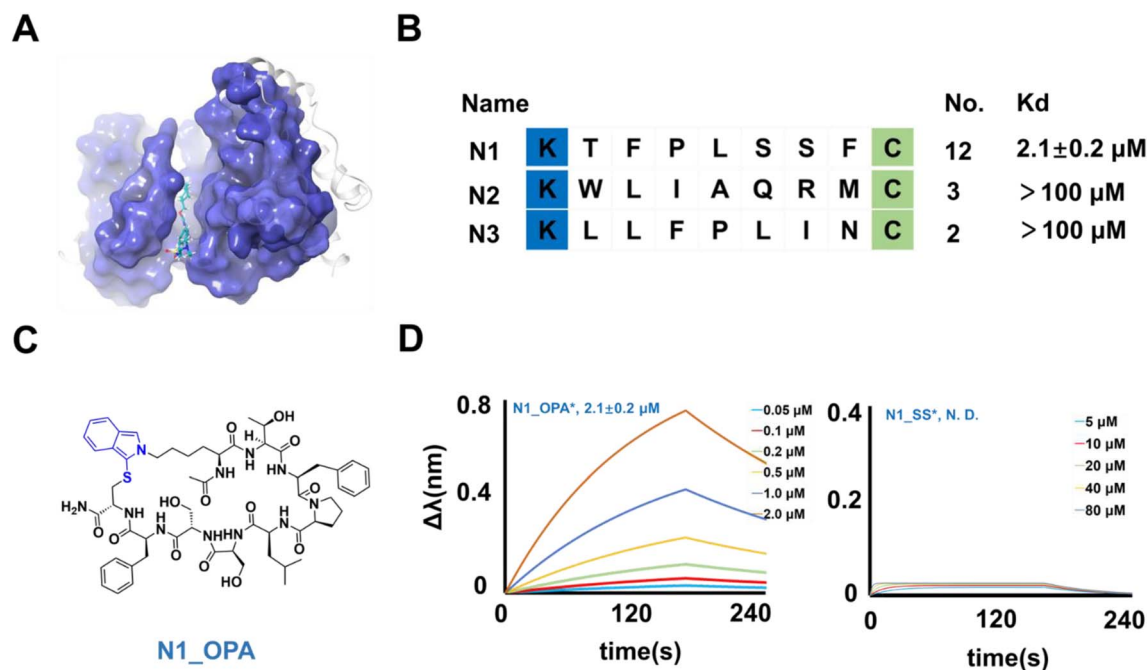 A
B
Name No. Kd
N1 K T F P L S S F C 12 2.1±0.2 μM
N2 K W L I A Q R M C 3 >100 μM
N3 K L L F P L I N C 2 >100 μM
C
OH
N
S
O
H
N
O
N
H
O
HN
O
N
H2N
O
NH
O
H
N
O
HO
N
H
H
N
O
HO
O
H
N
O
N1_OPA
D
0.8
0.4
0
Δλ(nm)
N1_OPA*, 2.1±0.2 μM
0.05 μM
0.1 μM
0.2 μM
0.5 μM
1.0 μM
2.0 μM
0 120 240
time(s)
0.4
0.2
0
N1_SS*, N. D.
5 μM
10 μM
20 μM
40 μM
80 μM
0 120 240
time(s)